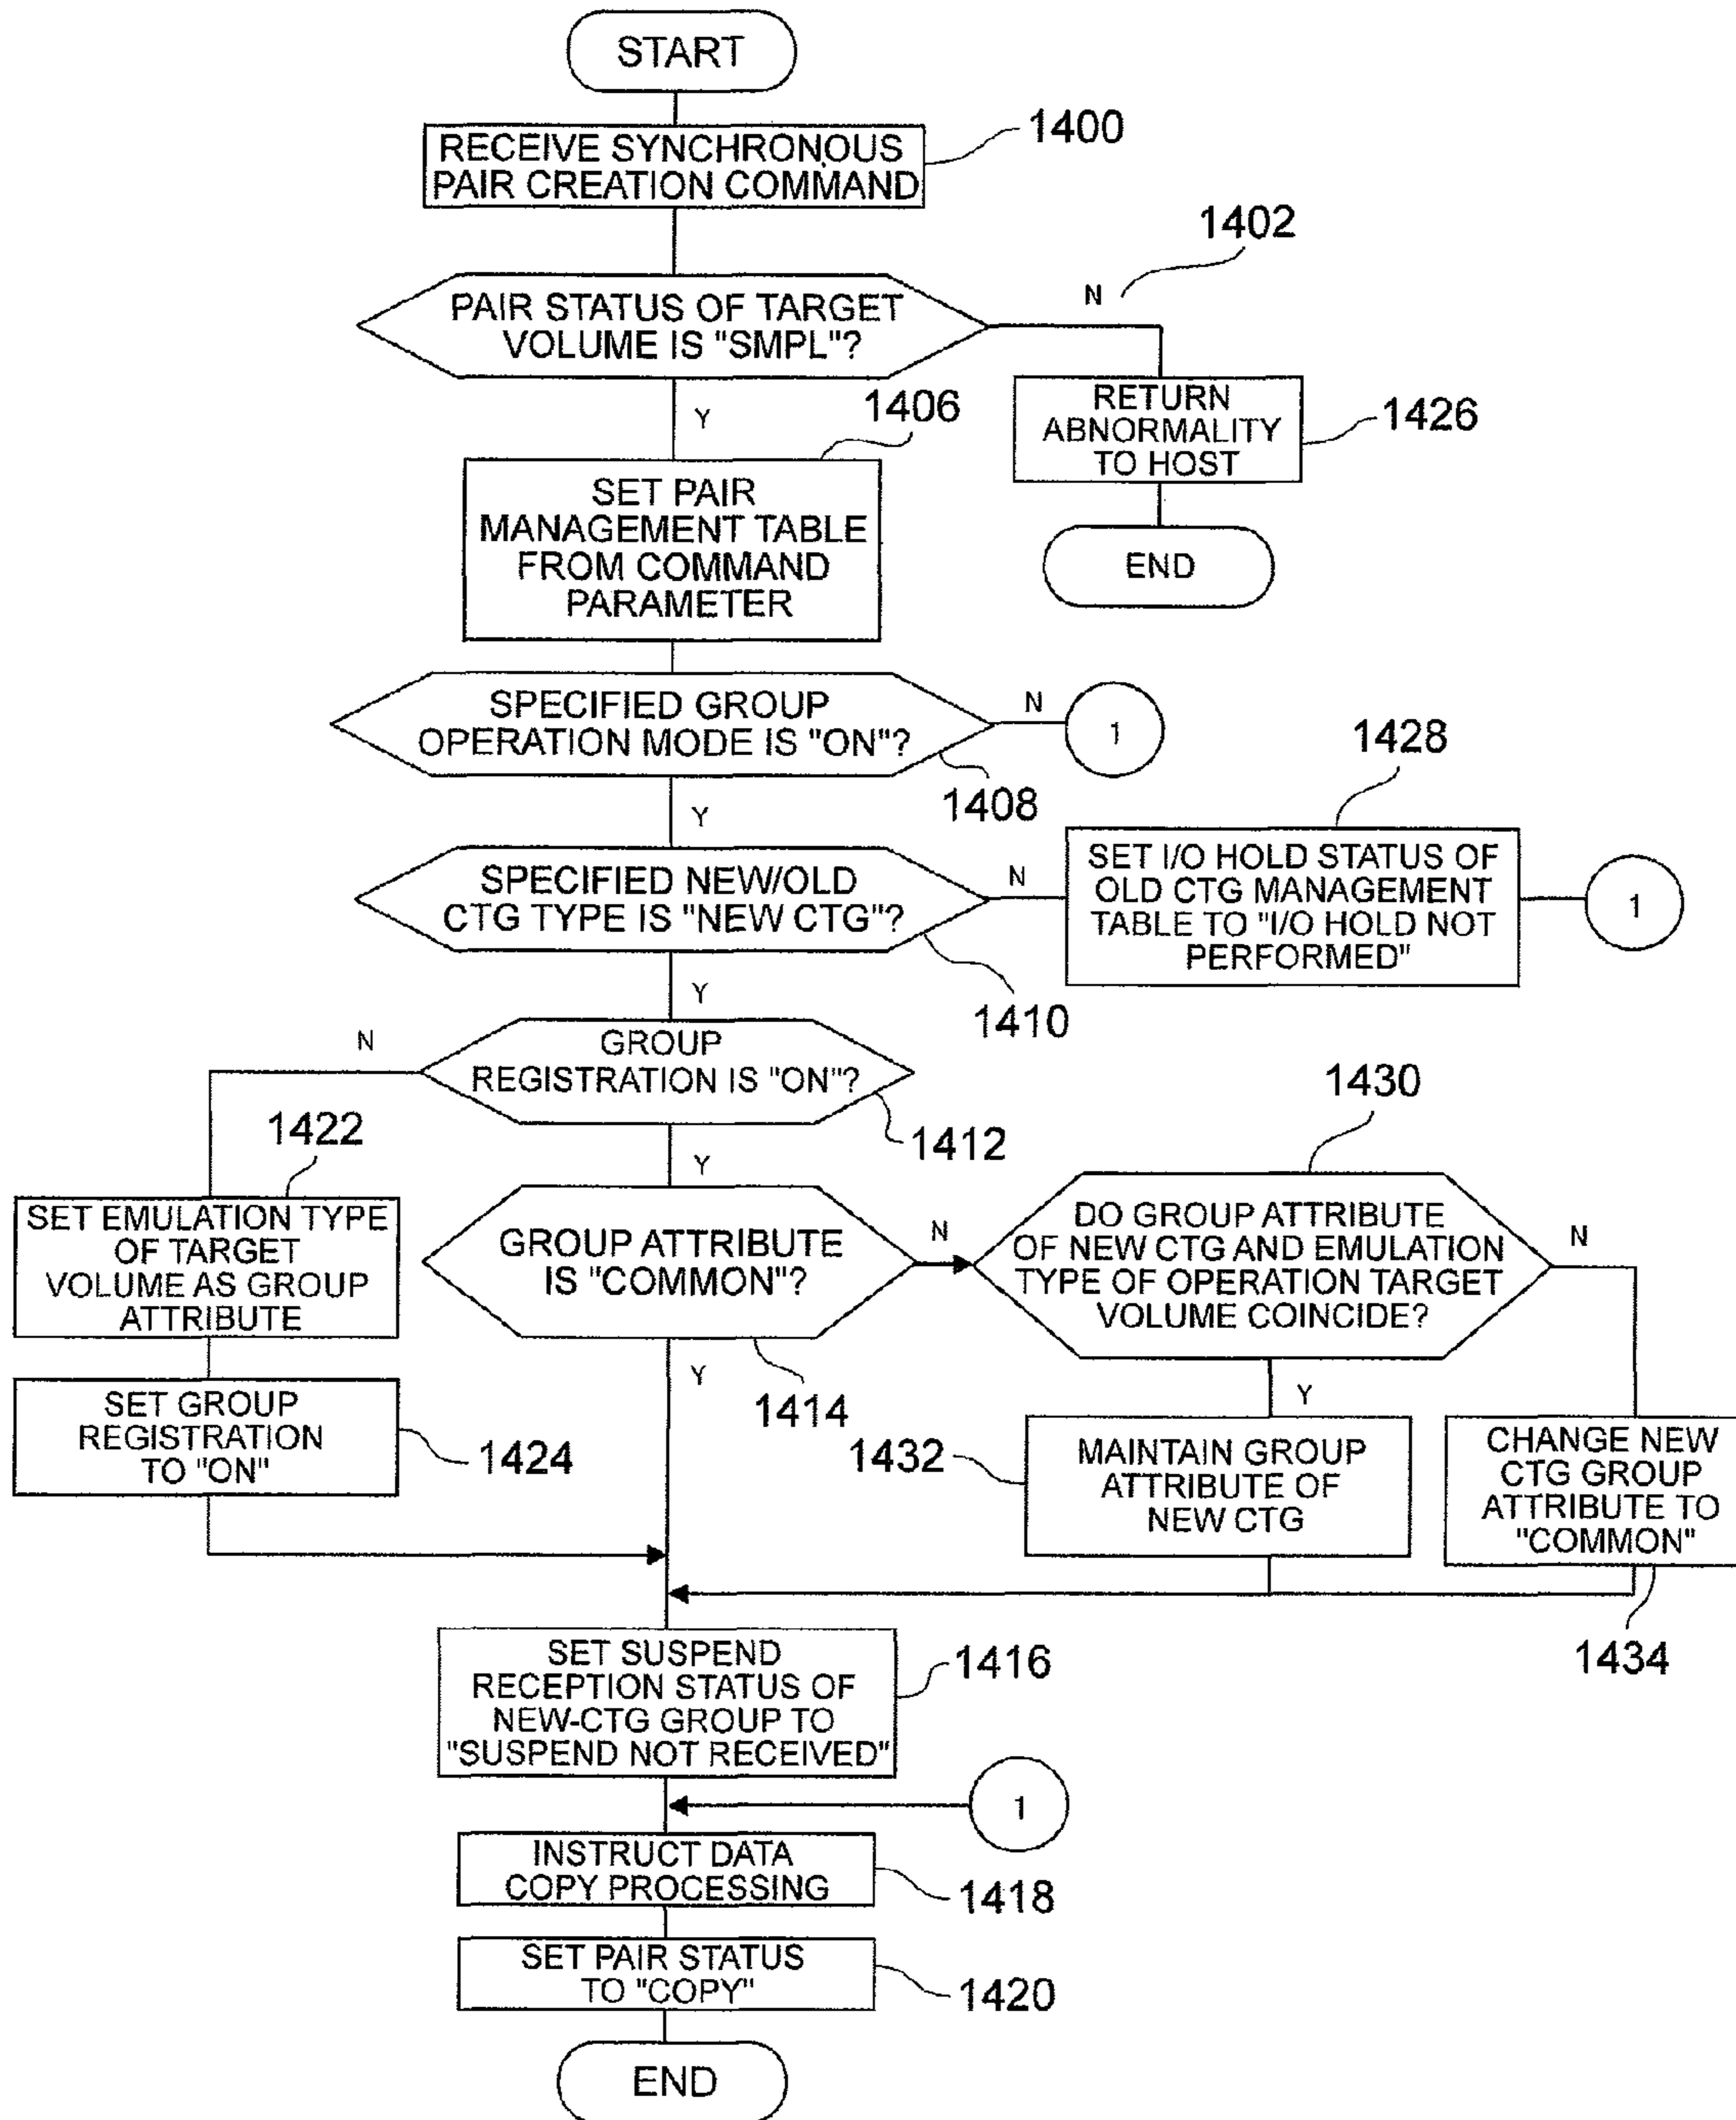 START
RECEIVE SYNCHRONOUS
PAIR CREATION COMMAND
1400
PAIR STATUS OF TARGET
VOLUME IS "SMPL"?
N
1402
Y
1406
RETURN
ABNORMALITY
TO HOST
1426
END
SET PAIR
MANAGEMENT TABLE
FROM COMMAND
PARAMETER
SPECIFIED GROUP
OPERATION MODE IS "ON"?
N
1
1408
Y
1428
SPECIFIED NEW/OLD
CTG TYPE IS "NEW CTG"?
N
SET I/O HOLD STATUS OF
OLD CTG MANAGEMENT
TABLE TO "I/O HOLD NOT
PERFORMED"
1
1410
Y
GROUP
REGISTRATION IS "ON"?
N
1412
Y
1422
SET EMULATION TYPE
OF TARGET
VOLUME AS GROUP
ATTRIBUTE
SET GROUP
REGISTRATION
TO "ON"
1424
GROUP ATTRIBUTE
IS "COMMON"?
N
1414
Y
1430
DO GROUP ATTRIBUTE
OF NEW CTG AND EMULATION
TYPE OF OPERATION TARGET
VOLUME COINCIDE?
N
Y
1432
MAINTAIN GROUP
ATTRIBUTE OF
NEW CTG
CHANGE NEW
CTG GROUP
ATTRIBUTE TO
"COMMON"
1434
SET SUSPEND
RECEPTION STATUS OF
NEW-CTG GROUP TO
"SUSPEND NOT RECEIVED"
1416
1
INSTRUCT DATA
COPY PROCESSING
1418
SET PAIR STATUS
TO "COPY"
1420
END